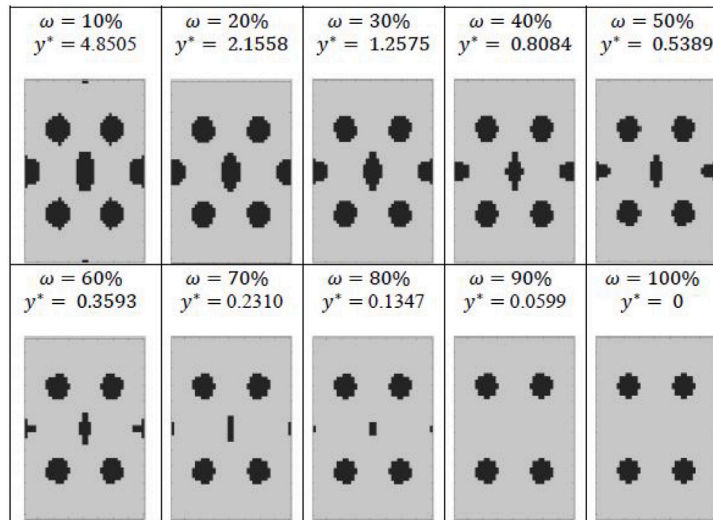 ω = 10%
y* = 4.8505
ω = 20%
y* = 2.1558
ω = 30%
y* = 1.2575
ω = 40%
y* = 0.8084
ω = 50%
y* = 0.5389
ω = 60%
y* = 0.3593
ω = 70%
y* = 0.2310
ω = 80%
y* = 0.1347
ω = 90%
y* = 0.0599
ω = 100%
y* = 0